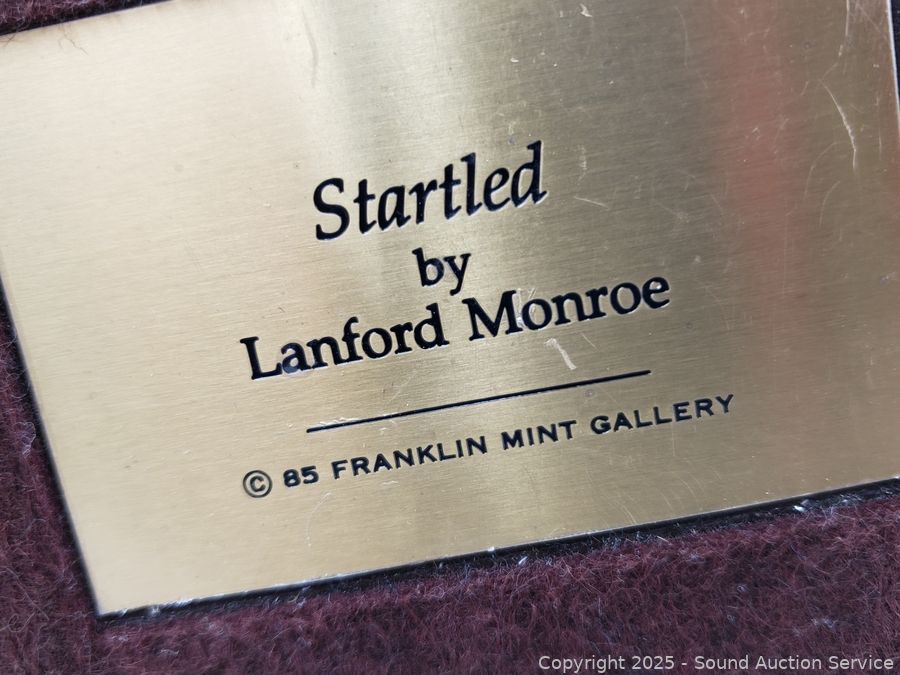 Startled
by
Lanford Monroe
© 85 FRANKLIN MINT GALLERY
Copyright 2025 - Sound Auction Service